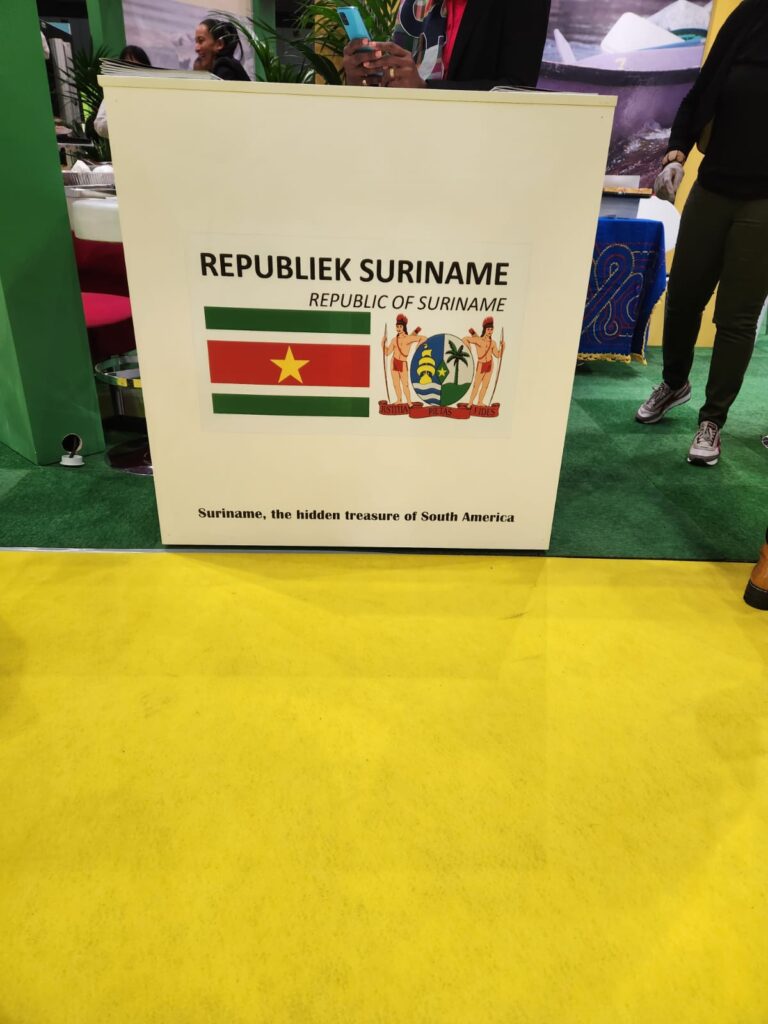 REPUBLIEK SURINAME
REPUBLIC OF SURINAME
JUSTITIA PIETAS FIDES
Suriname, the hidden treasure of South America